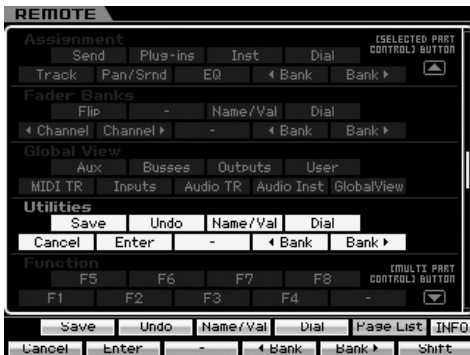 REMOTE
Assignment
[SELECTED PART
CONTROL] BUTTON
Send Plug-ins Inst Dial
Track Pan/Srnd EQ ◂ Bank Bank ▸
Fader Banks
Flip - Name/Val Dial
◂ Channel Channel ▸ - ◂ Bank Bank ▸
Global View
Aux Busses Outputs User
MIDI TR Inputs Audio TR Audio Inst GlobalView
Utilities
Save Undo Name/Val Dial
Cancel Enter - ◂ Bank Bank ▸
Function
[MULTI PART
CONTROL] BUTTON
F5 F6 F7 F8
F1 F2 F3 F4 -
Save Undo Name/Val Dial Page List INFO
Cancel Enter - ◂ Bank Bank ▸ Shift